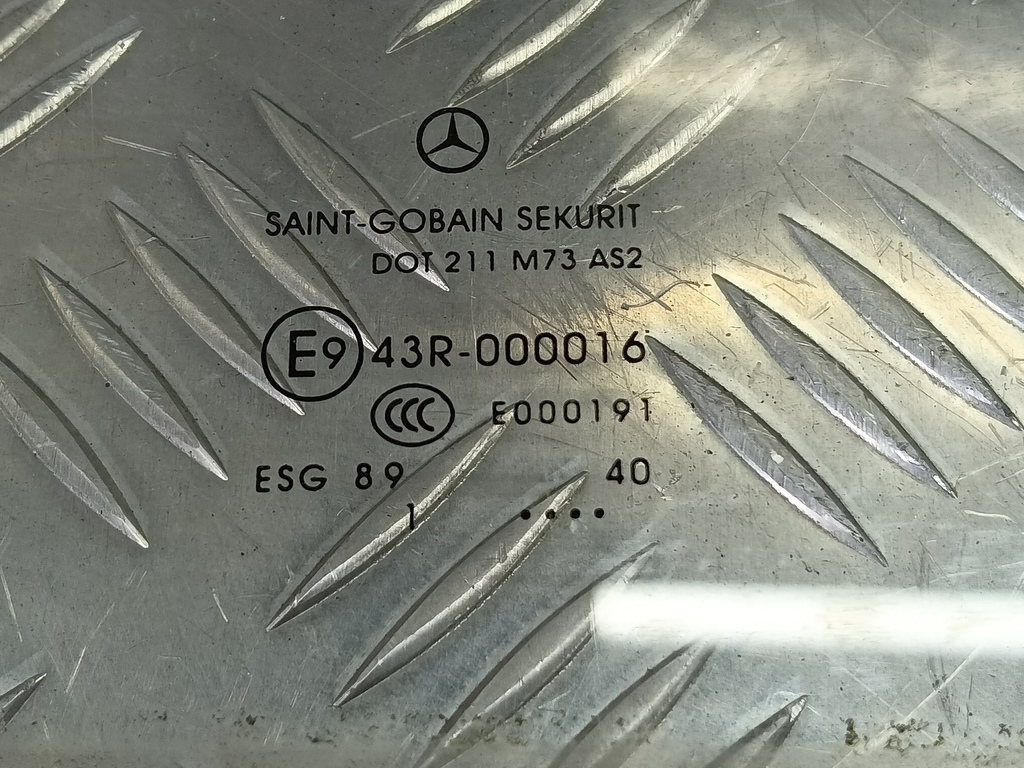 SAINT-GOBAIN SEKURIT
DOT 211 M73 AS2
E9 43R-000016
CCC E000191
ESG 89 40
1 ....